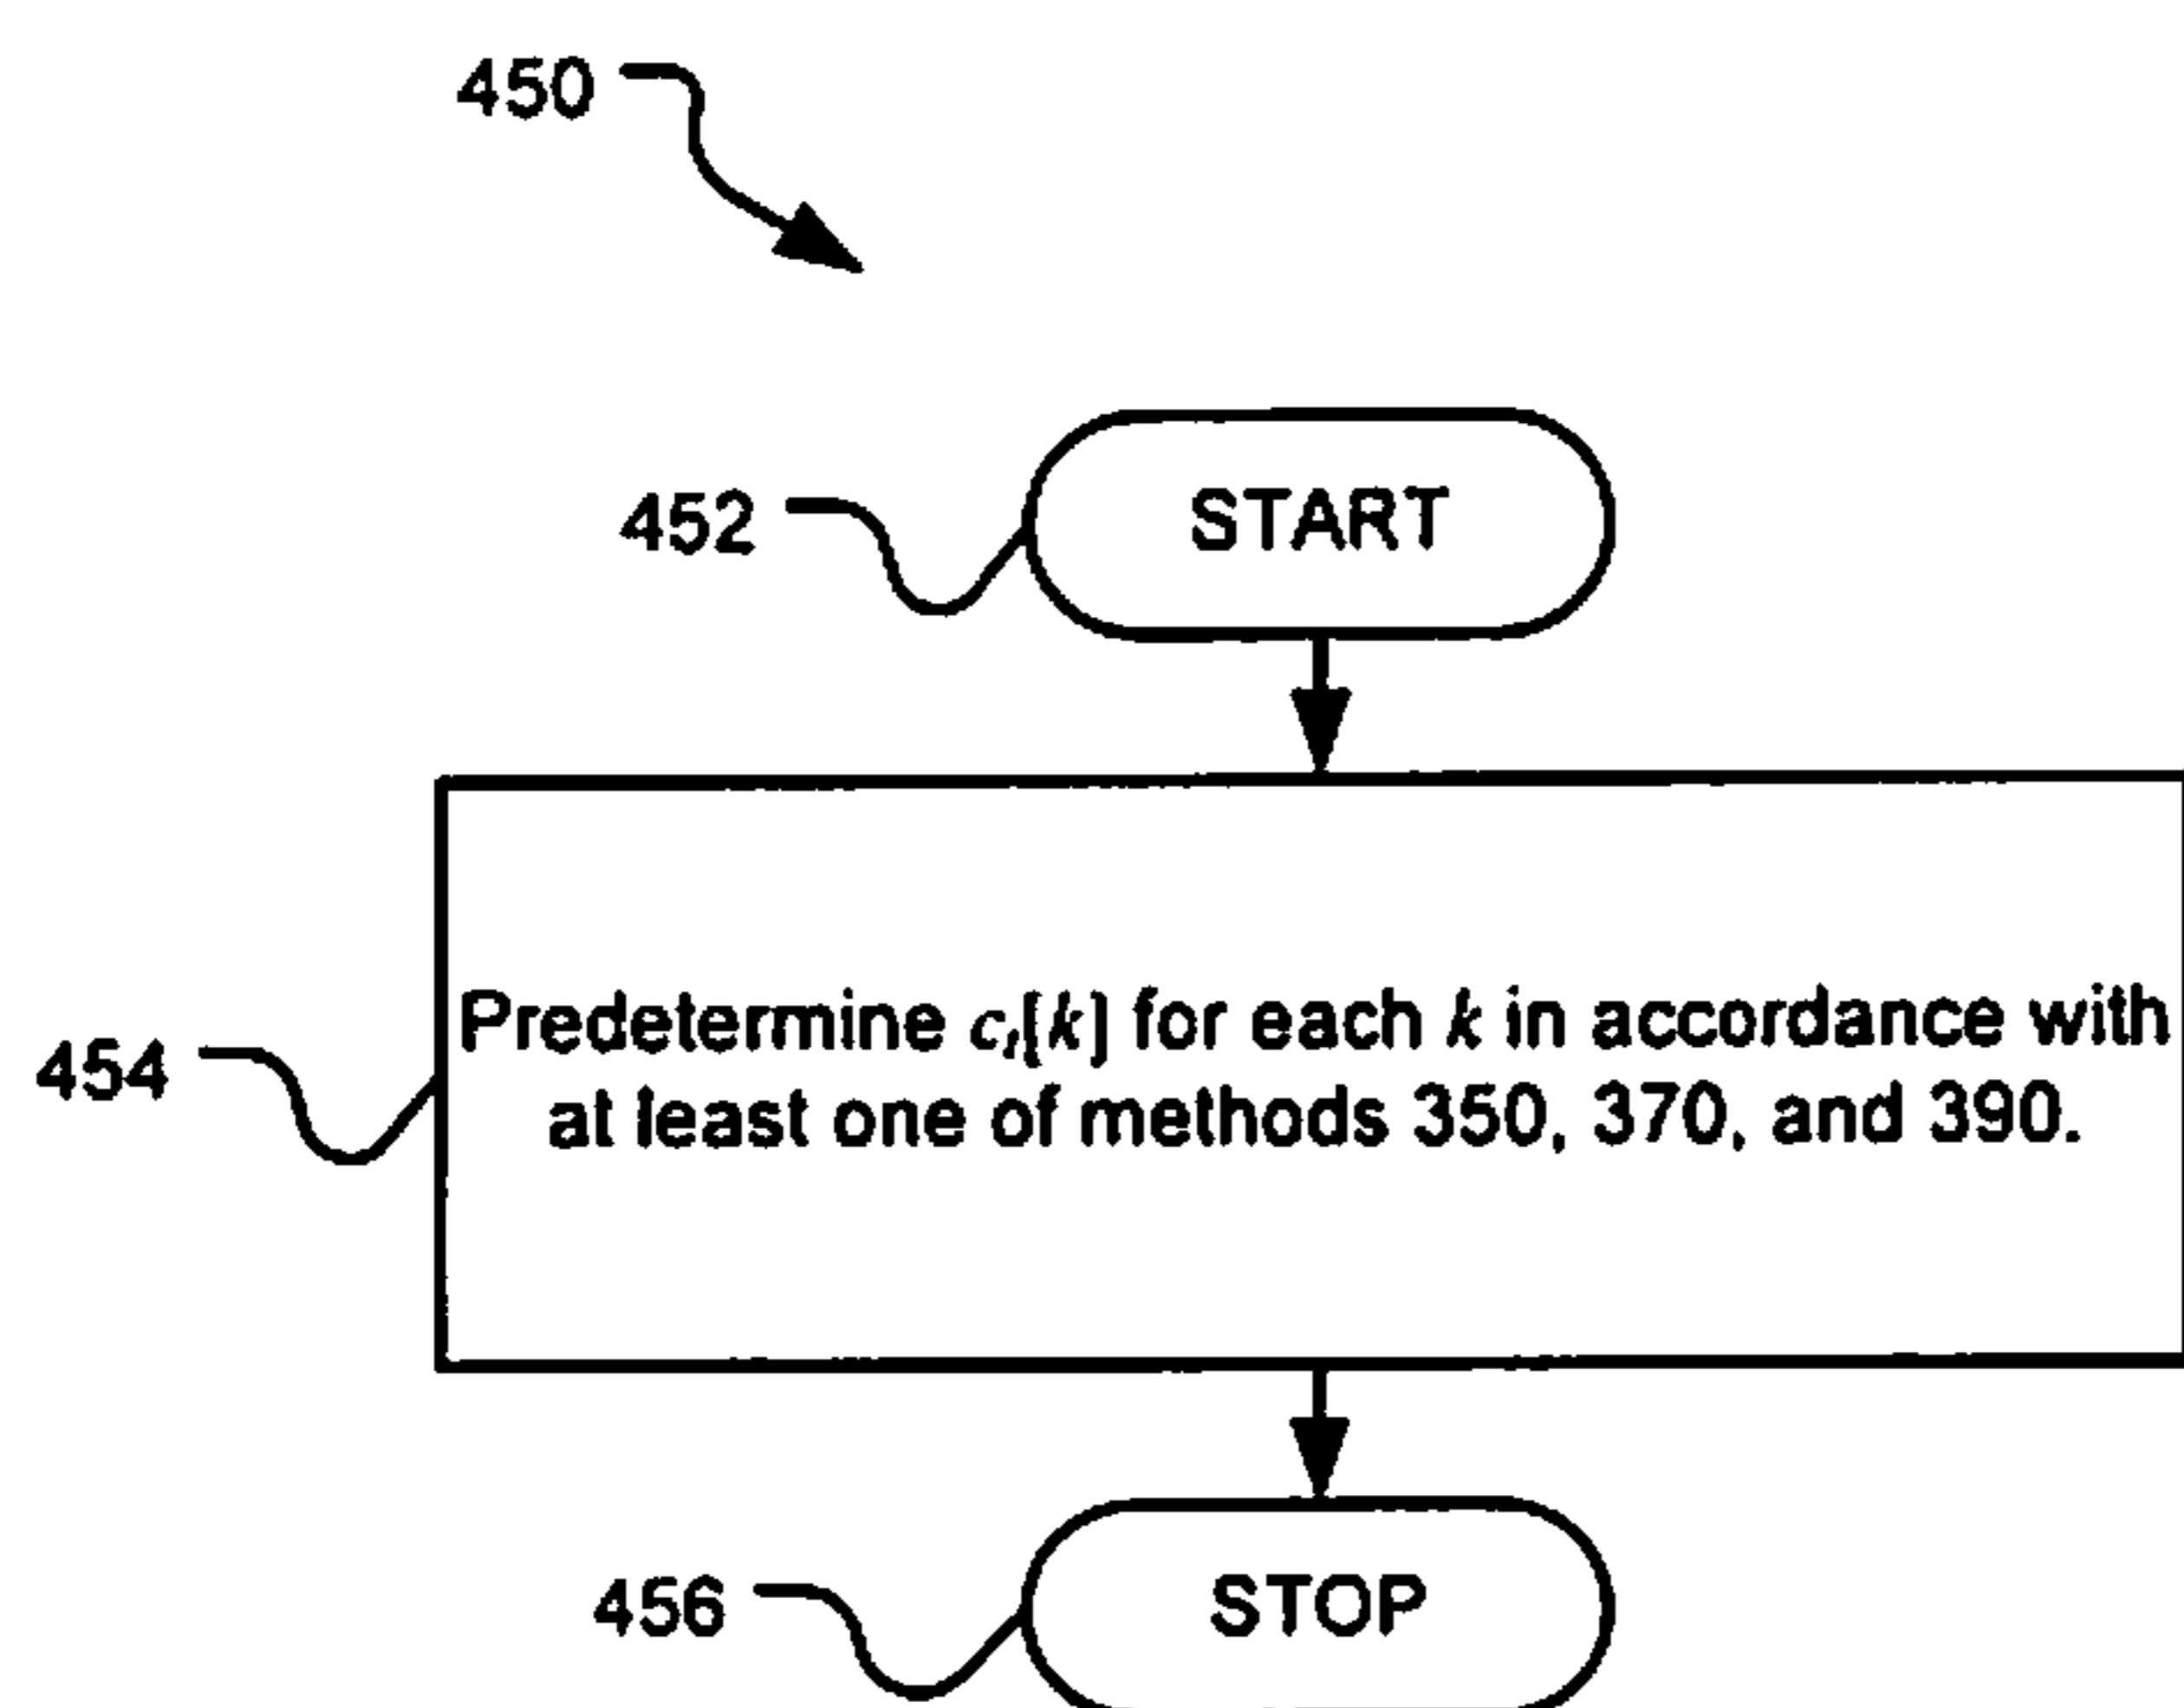 450
452
START
454
Predetermine cᵢ[k] for each k in accordance with
at least one of methods 350, 370, and 390.
456
STOP